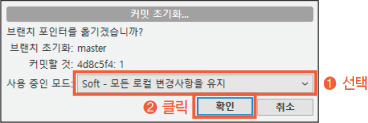 커밋 초기화...
브랜치 포인터를 옮기겠습니까?
브랜치 초기화: master
커밋할 것: 4d8c5f4: 1
사용 중인 모드: Soft - 모든 로컬 변경사항을 유지 ❶ 선택
❷ 클릭 확인 취소